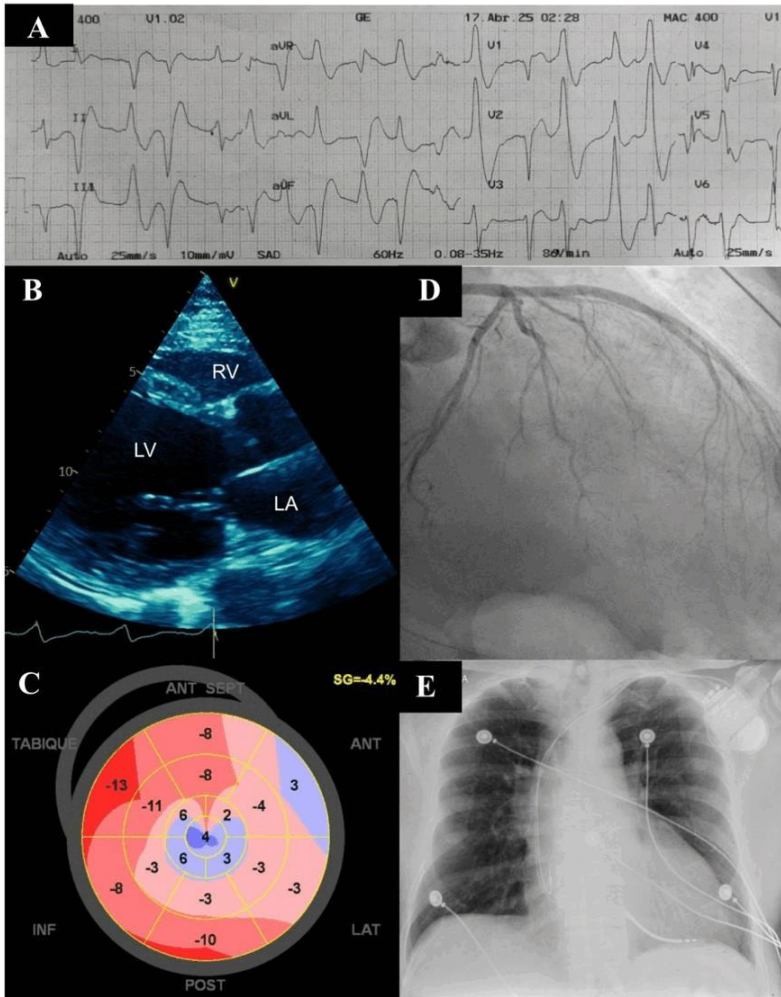 A
400
V1.02
GE
17.Abr.25 02:28
MAC 400
V1
I
aVR
V1
V4
II
aVL
V2
V5
III
aVF
V3
V6
Auto 25mm/s 10mm/mV SAD 60Hz 0.08-35Hz 86/min Auto 25mm/s
B
V
5
RV
LV
10
LA
C
ANT SEPT
SG=-4.4%
TABIQUE
ANT
-8
-13
-8
3
-11
-4
6
2
4
6
3
-3
-3
-8
-3
-3
-10
INF
LAT
POST
D
E
A